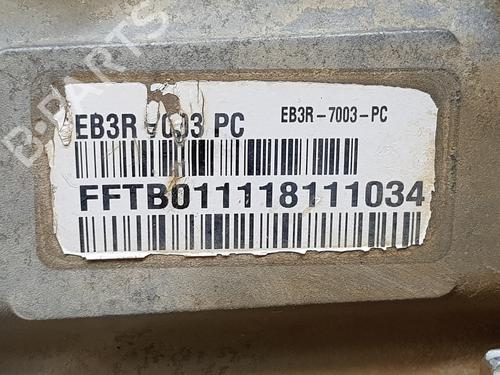 B-PARTS
EB3R 7003 PC
EB3R-7003-PC
FFTB011118111034